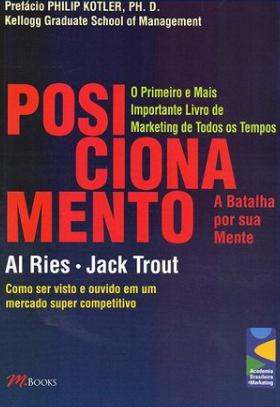 Prefácio PHILIP KOTLER, PH. D.
Kellogg Graduate School of Management
O Primeiro e Mais
Importante Livro de
Marketing de Todos os Tempos
POSI
CIONA
MENTO
A Batalha
por sua
Mente
Al Ries • Jack Trout
Como ser visto e ouvido em um
mercado super competitivo
M.BOOKS
Academia
Brasileira de
Marketing